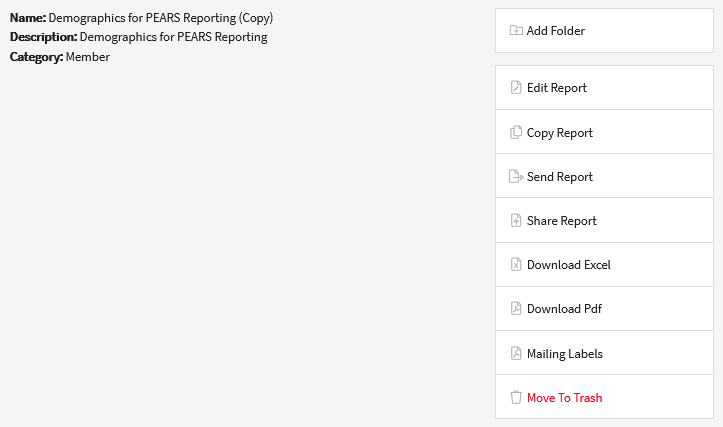 Name: Demographics for PEARS Reporting (Copy)
Description: Demographics for PEARS Reporting
Category: Member
Add Folder
Edit Report
Copy Report
Send Report
Share Report
Download Excel
Download Pdf
Mailing Labels
Move To Trash